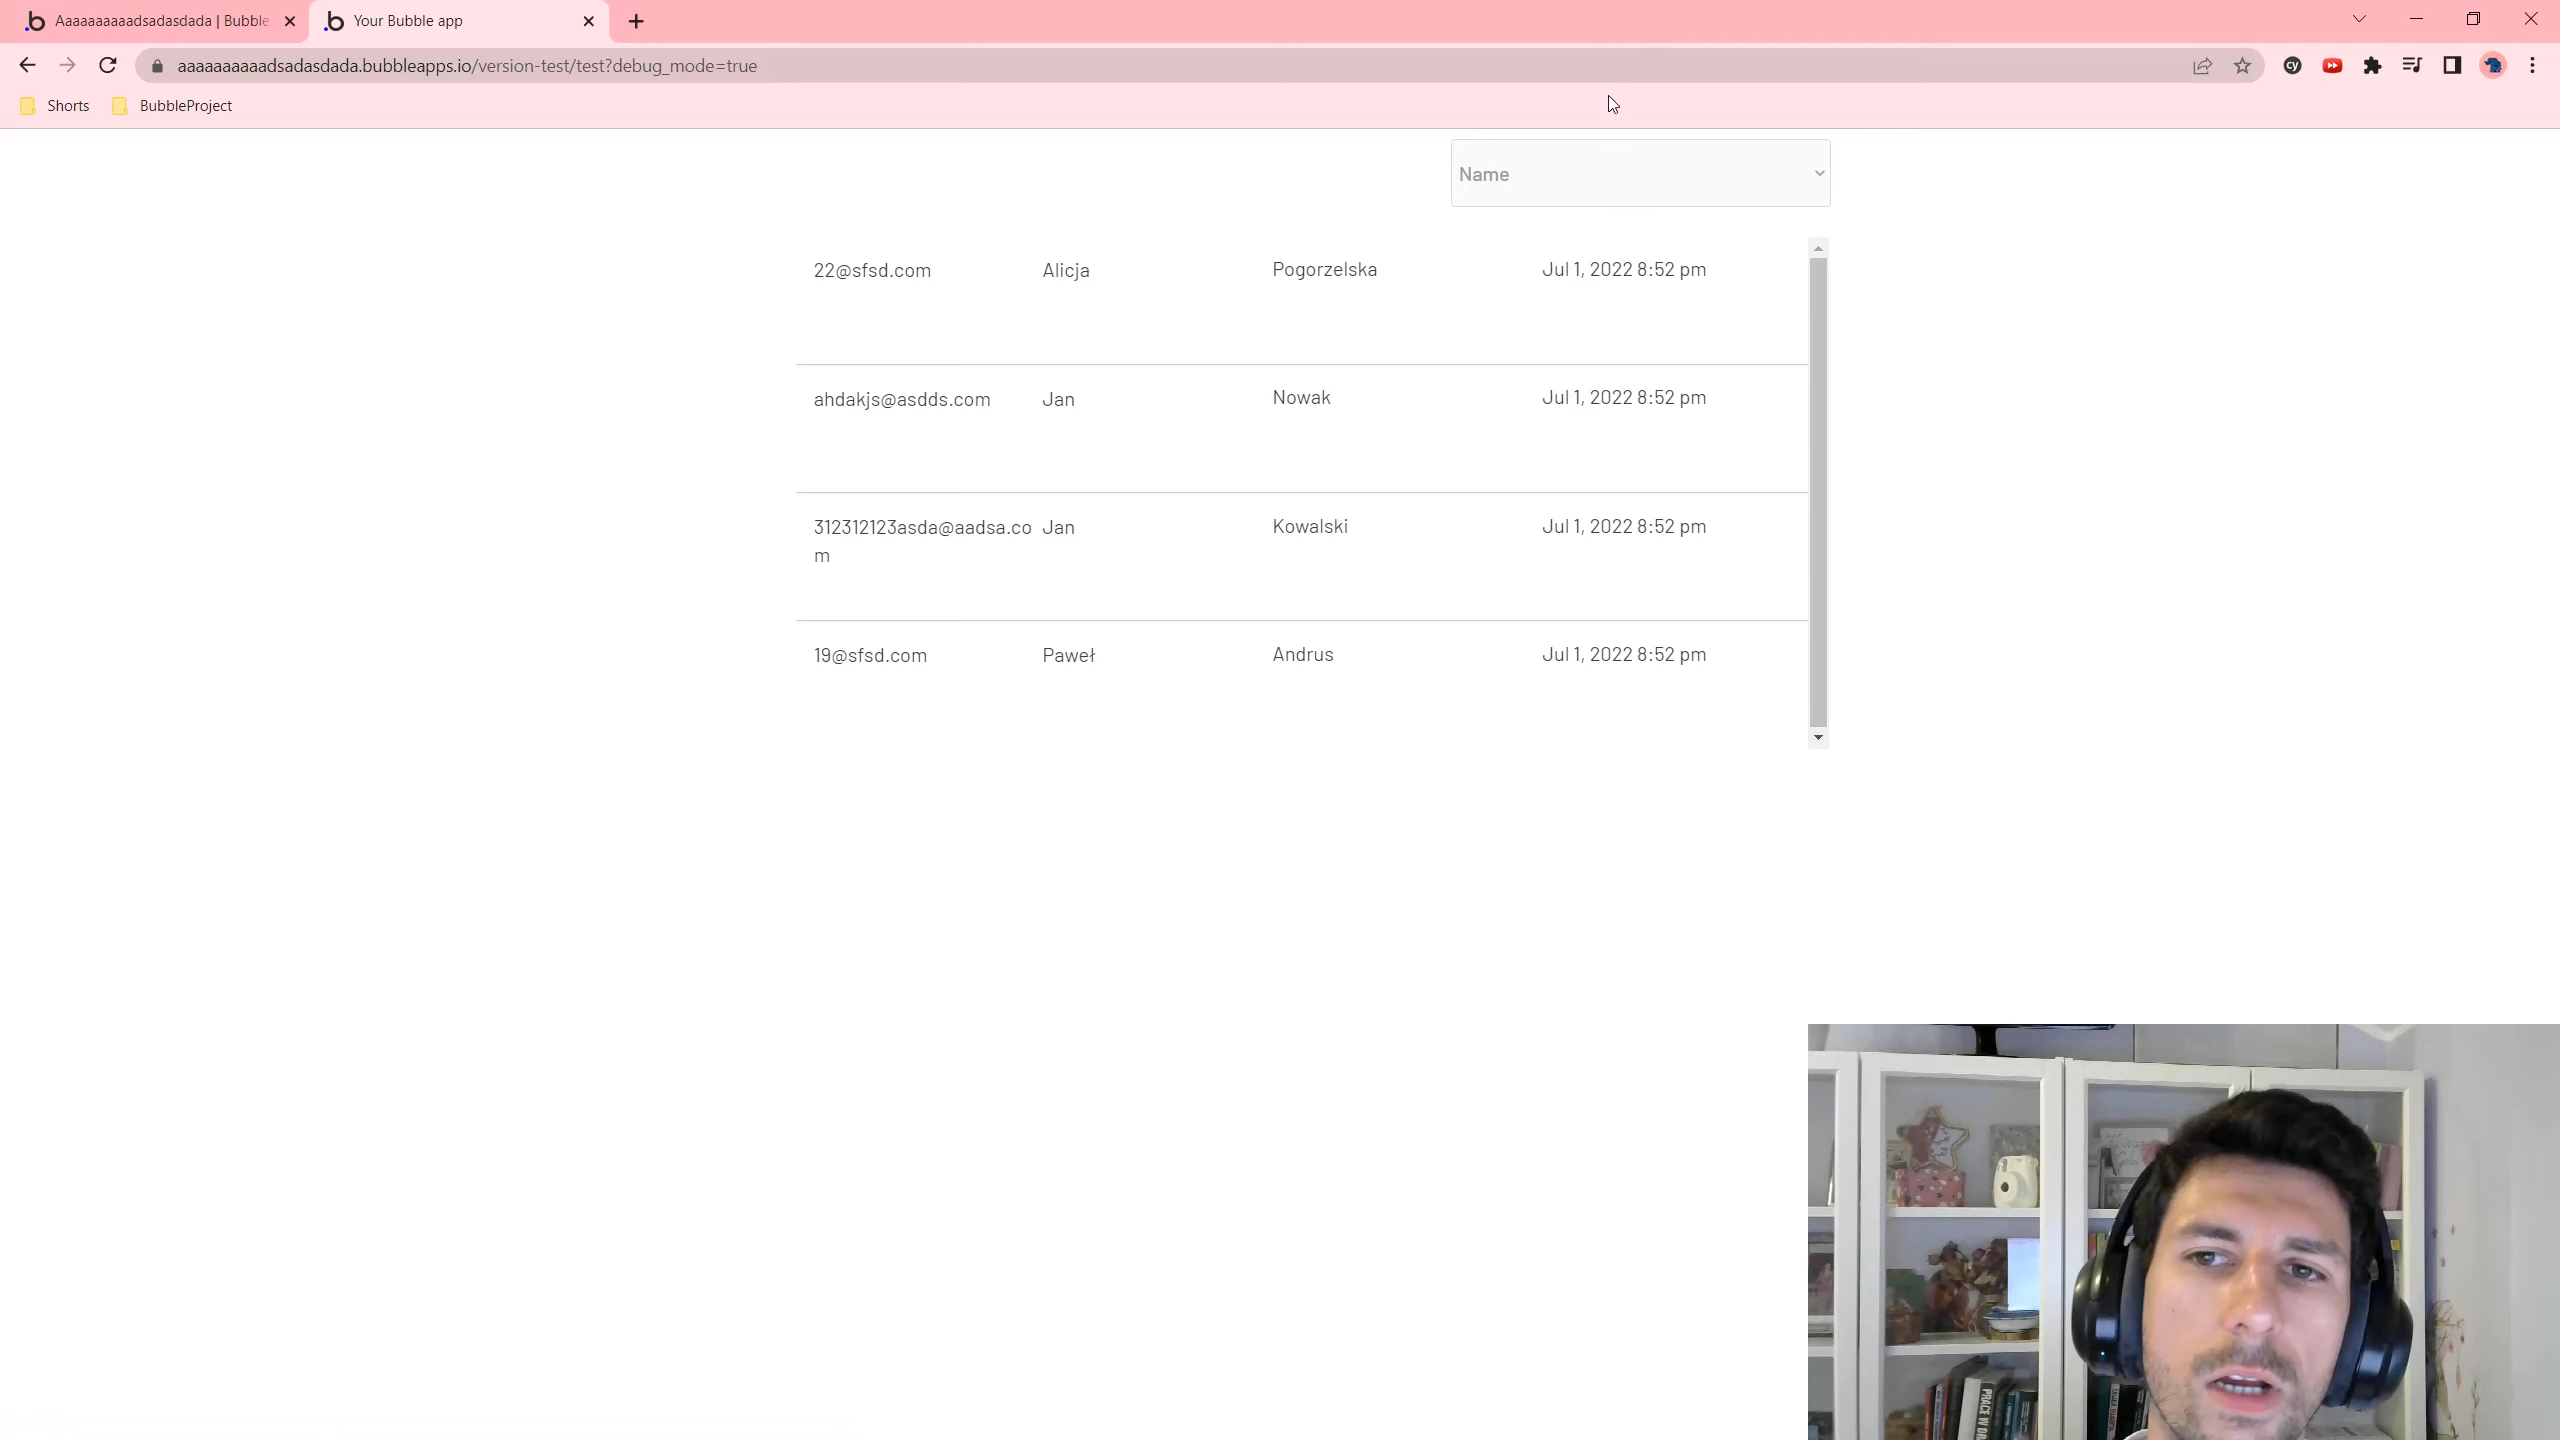 Aaaaaaaaaadsadasdada | Bubble
Your Bubble app
aaaaaaaaaadsadasdada.bubbleapps.io/version-test/test?debug_mode=true
Shorts
BubbleProject
Name
22@sfsd.com Alicja Pogorzelska Jul 1, 2022 8:52 pm
ahdakjs@asdds.com Jan Nowak Jul 1, 2022 8:52 pm
312312123asda@aadsa.co Jan Kowalski Jul 1, 2022 8:52 pm
m
19@sfsd.com Paweł Andrus Jul 1, 2022 8:52 pm